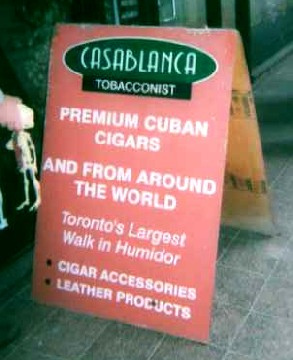 CASABLANCA
TOBACCONIST
PREMIUM CUBAN
CIGARS
AND FROM AROUND
THE WORLD
Toronto's Largest
Walk in Humidor
• CIGAR ACCESSORIES
• LEATHER PRODUCTS